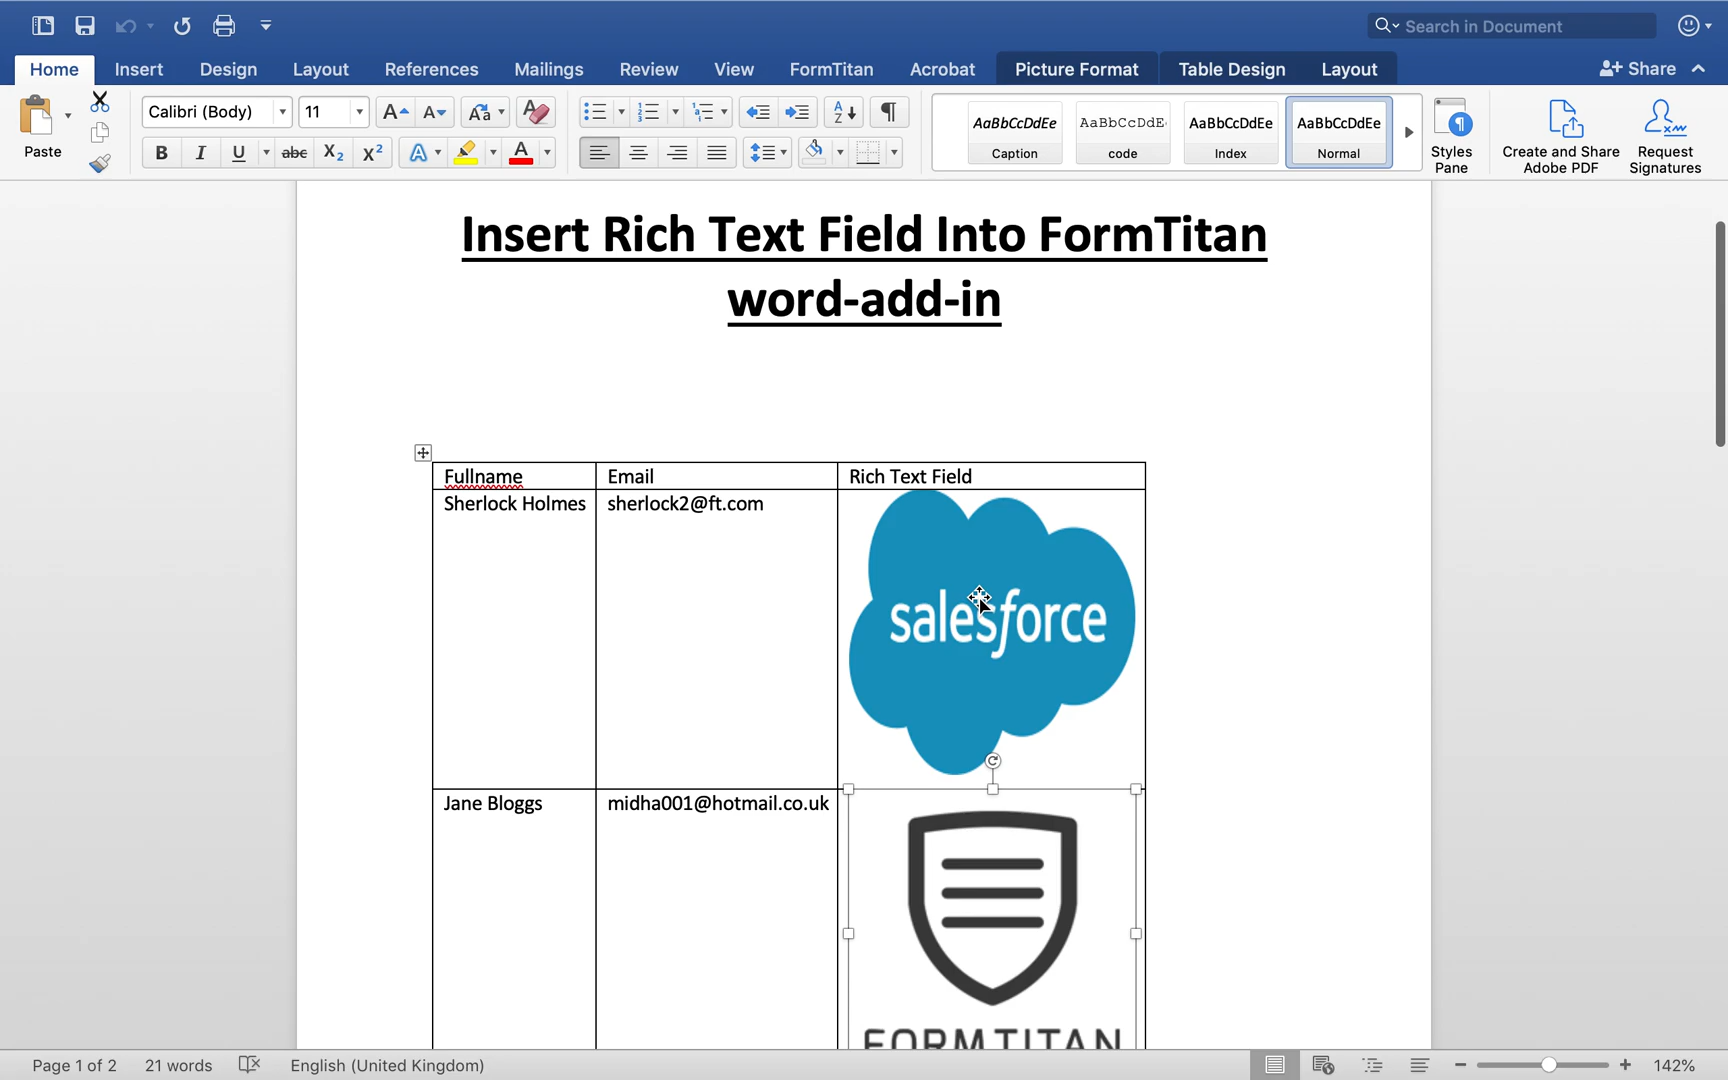 Search in Document
Home Insert Design Layout References Mailings Review View FormTitan Acrobat Picture Format Table Design Layout Share
Paste
Calibri (Body) 11
AaBbCcDdEe AaBbCcDdE AaBbCcDdEe AaBbCcDdEe
Caption code Index Normal
Styles Pane
Create and Share Adobe PDF
Request Signatures
Insert Rich Text Field Into FormTitan
word-add-in
Fullname Email Rich Text Field
Sherlock Holmes sherlock2@ft.com
salesforce
Jane Bloggs midha001@hotmail.co.uk
FORMTITAN
Page 1 of 2 21 words English (United Kingdom) 142%